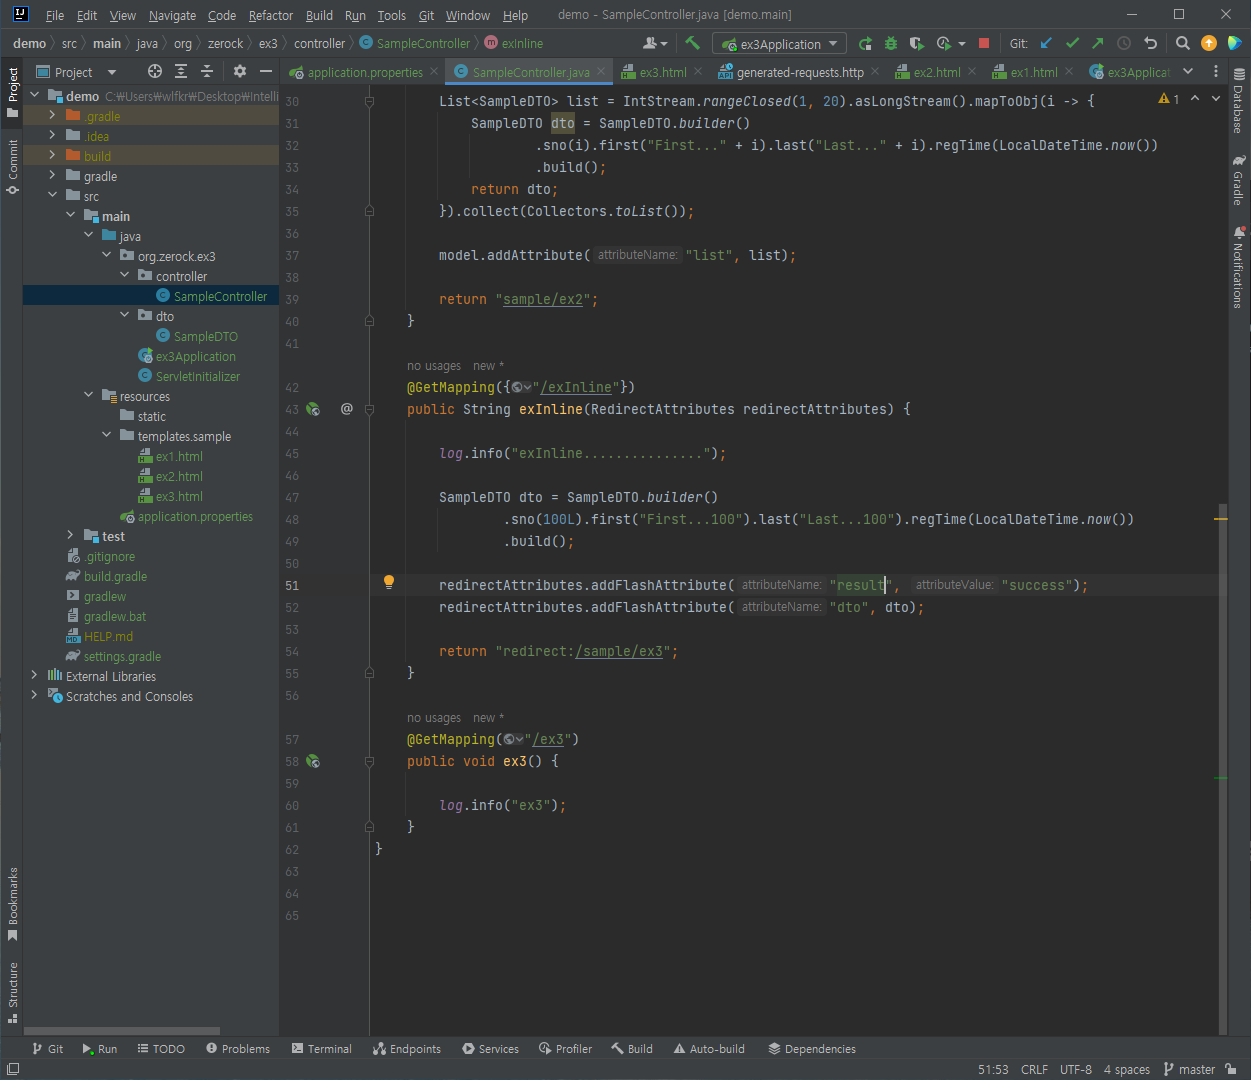 File Edit View Navigate Code Refactor Build Run Tools Git Window Help demo - SampleController.java [demo.main]
demo src main java org zerock ex3 controller SampleController exInline ex3Application Git:
Project application.properties SampleController.java ex3.html generated-requests.http ex2.html ex1.html ex3Applicat
Project
Commit
Bookmarks
Structure
demo C:₩Users₩wlfkr₩Desktop₩Intelli
.gradle
.idea
build
gradle
src
main
java
org.zerock.ex3
controller
SampleController
dto
SampleDTO
ex3Application
ServletInitializer
resources
static
templates.sample
ex1.html
ex2.html
ex3.html
application.properties
test
.gitignore
build.gradle
gradlew
gradlew.bat
HELP.md
settings.gradle
External Libraries
Scratches and Consoles
30 List<SampleDTO> list = IntStream.rangeClosed(1, 20).asLongStream().mapToObj(i -> { 1
31 SampleDTO dto = SampleDTO.builder()
32 .sno(i).first("First..." + i).last("Last..." + i).regTime(LocalDateTime.now())
33 .build();
34 return dto;
35 }).collect(Collectors.toList());
36
37 model.addAttribute( attributeName: "list", list);
38
39 return "sample/ex2";
40 }
41
no usages new *
42 @GetMapping({"/exInline"})
43 @ public String exInline(RedirectAttributes redirectAttributes) {
44
45 log.info("exInline...............");
46
47 SampleDTO dto = SampleDTO.builder()
48 .sno(100L).first("First...100").last("Last...100").regTime(LocalDateTime.now())
49 .build();
50
51 redirectAttributes.addFlashAttribute( attributeName: "result", attributeValue: "success");
52 redirectAttributes.addFlashAttribute( attributeName: "dto", dto);
53
54 return "redirect:/sample/ex3";
55 }
56
no usages new *
57 @GetMapping("/ex3")
58 public void ex3() {
59
60 log.info("ex3");
61 }
62 }
63
64
65
Database
Gradle
Notifications
Git Run TODO Problems Terminal Endpoints Services Profiler Build Auto-build Dependencies
51:53 CRLF UTF-8 4 spaces master